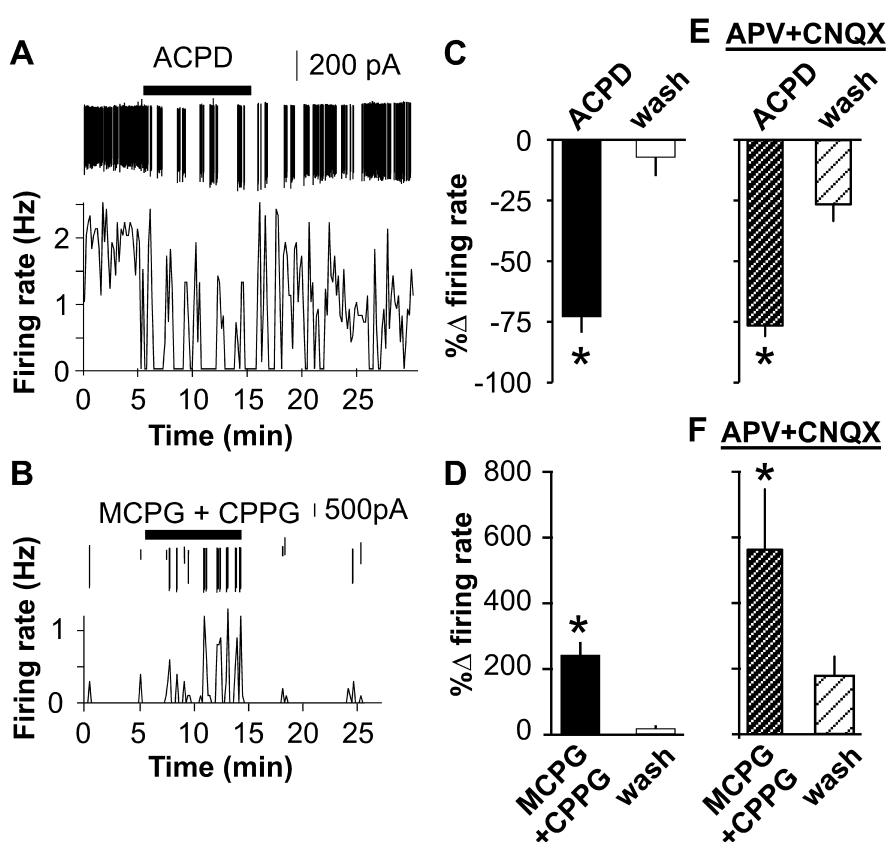 A
ACPD
200 pA
Firing rate (Hz)
2
1
0
0 5 10 15 20 25
Time (min)
B
MCPG + CPPG
500pA
Firing rate (Hz)
1
0
0 5 10 15 20 25
Time (min)
C
ACPD
wash
%Δ firing rate
0
-25
-50
-75
-100
*
E
APV+CNQX
ACPD
wash
*
D
%Δ firing rate
800
600
400
200
0
*
MCPG
+CPPG
wash
F
APV+CNQX
*
MCPG
+CPPG
wash